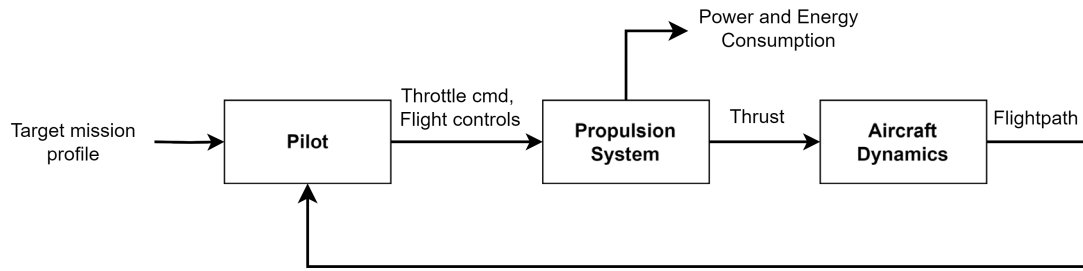 Power and Energy
Consumption
Target mission
profile
Pilot
Throttle cmd,
Flight controls
Propulsion
System
Thrust
Aircraft
Dynamics
Flightpath